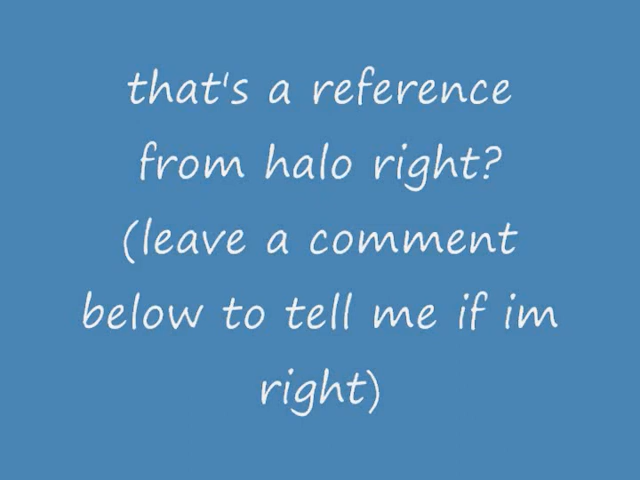 that's a reference
from halo right?
(leave a comment
below to tell me if im
right)